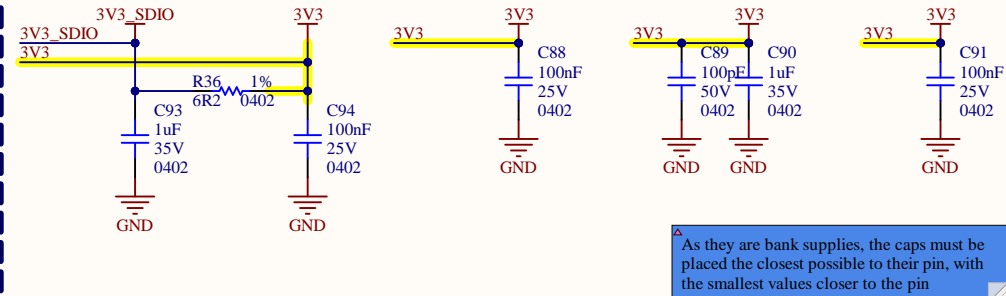 3V3_SDIO
3V3
3V3_SDIO
3V3
R36
1%
6R2
0402
C93
1uF
35V
0402
GND
C94
100nF
25V
0402
GND
3V3
3V3
C88
100nF
25V
0402
GND
3V3
3V3
C89
100pF
50V
0402
GND
C90
1uF
35V
0402
GND
3V3
3V3
C91
100nF
25V
0402
GND
As they are bank supplies, the caps must be
placed the closest possible to their pin, with
the smallest values closer to the pin